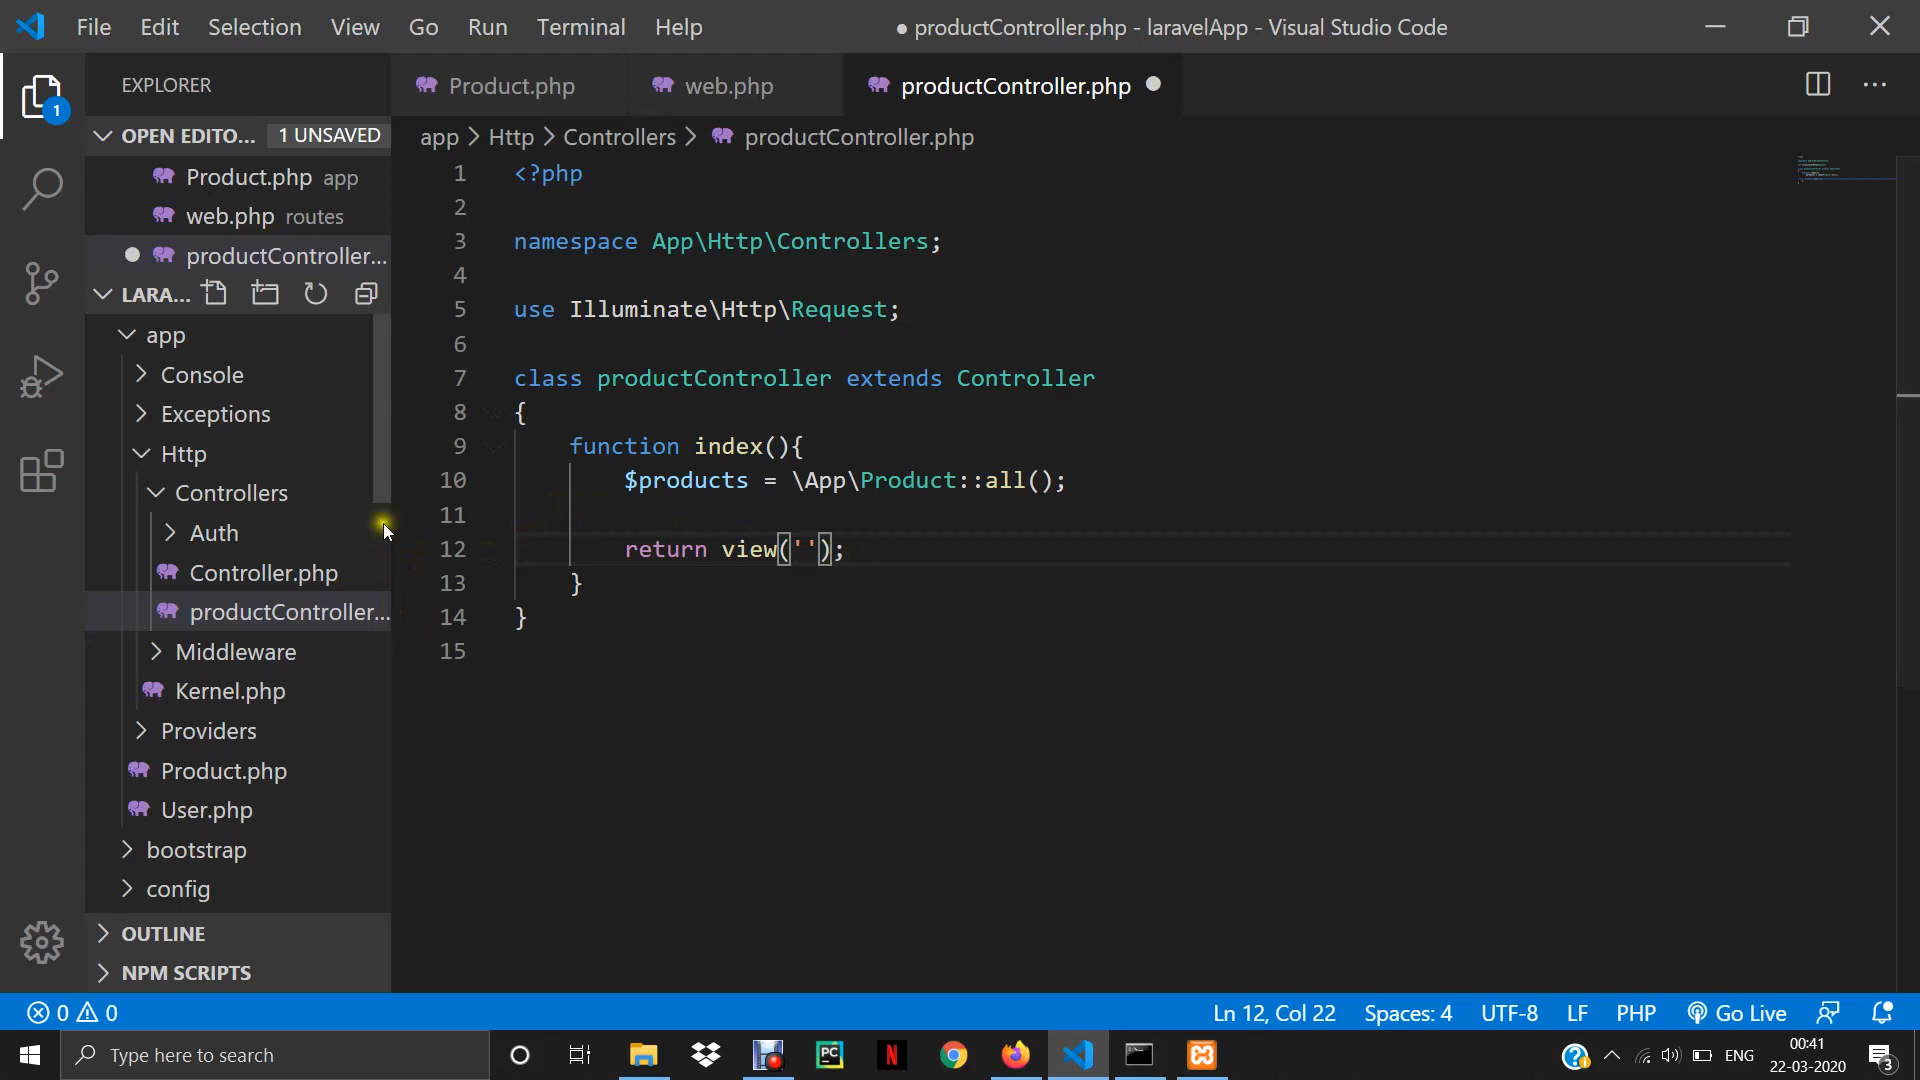 File Edit Selection View Go Run Terminal Help
● productController.php - laravelApp - Visual Studio Code
EXPLORER
OPEN EDITO... 1 UNSAVED
Product.php app
web.php routes
productController...
LARA...
app
Console
Exceptions
Http
Controllers
Auth
Controller.php
productController...
Middleware
Kernel.php
Providers
Product.php
User.php
bootstrap
config
OUTLINE
NPM SCRIPTS
1
Product.php web.php productController.php
app > Http > Controllers > productController.php
1 <?php
2
3 namespace App\Http\Controllers;
4
5 use Illuminate\Http\Request;
6
7 class productController extends Controller
8 {
9 function index(){
10 $products = \App\Product::all();
11
12 return view('');
13 }
14 }
15
0 0 Ln 12, Col 22 Spaces: 4 UTF-8 LF PHP Go Live
Type here to search
PC
N
ENG
00:41
22-03-2020
3